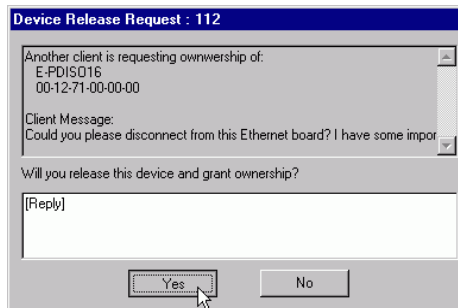 Device Release Request : 112
Another client is requesting ownwership of:
E-PDISO16
00-12-71-00-00-00
Client Message:
Could you please disconnect from this Ethernet board? I have some impor
Will you release this device and grant ownership?
[Reply]
Yes
No